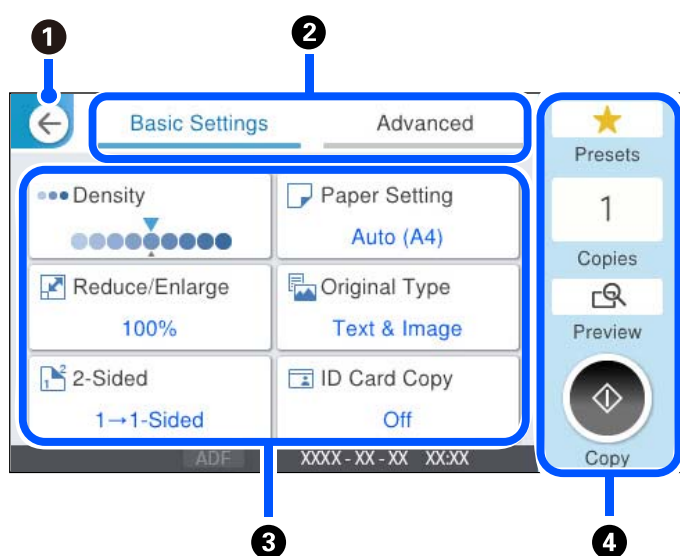 1
2
Basic Settings
Advanced
Presets
Density
Paper Setting
Auto (A4)
1
Copies
Reduce/Enlarge
100%
Original Type
Text & Image
Preview
1 2 2-Sided
1→1-Sided
ID Card Copy
Off
Copy
ADF
XXXX-XX-XX XX:XX
3
4